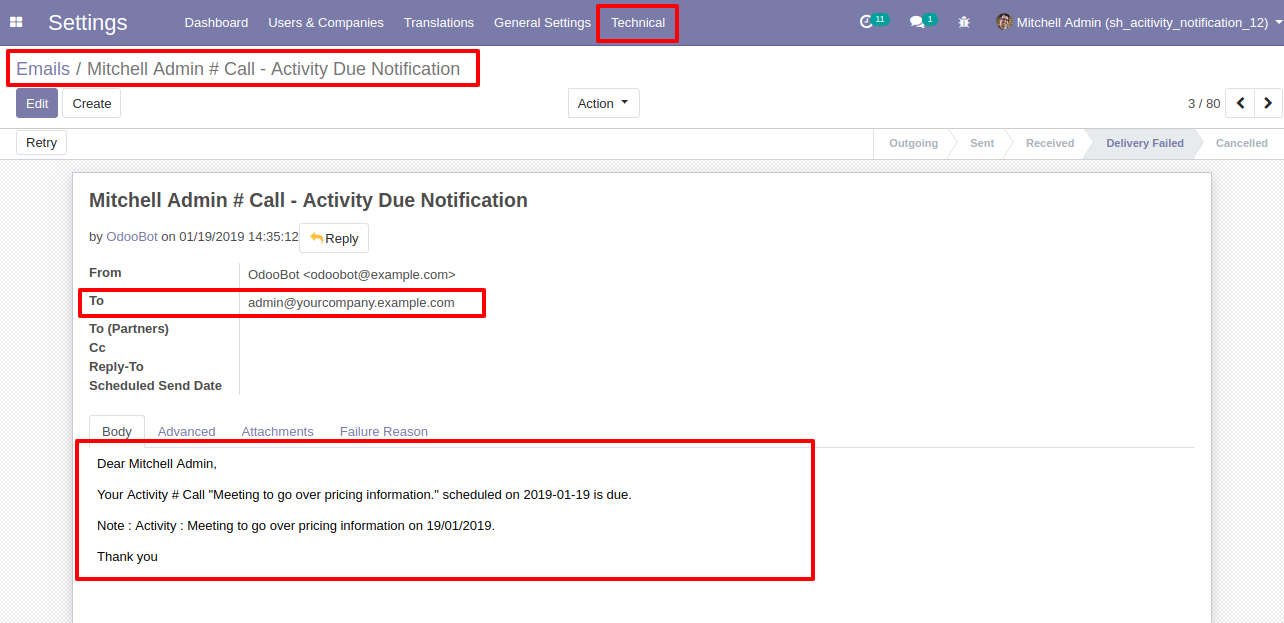 Settings Dashboard Users & Companies Translations General Settings Technical 11 1 Mitchell Admin (sh_acitivity_notification_12)
Emails / Mitchell Admin # Call - Activity Due Notification
Edit Create Action 3 / 80
Retry Outgoing Sent Received Delivery Failed Cancelled
Mitchell Admin # Call - Activity Due Notification
by OdooBot on 01/19/2019 14:35:12 Reply
From OdooBot <odoobot@example.com>
To admin@yourcompany.example.com
To (Partners)
Cc
Reply-To
Scheduled Send Date
Body Advanced Attachments Failure Reason
Dear Mitchell Admin,
Your Activity # Call "Meeting to go over pricing information." scheduled on 2019-01-19 is due.
Note : Activity : Meeting to go over pricing information on 19/01/2019.
Thank you